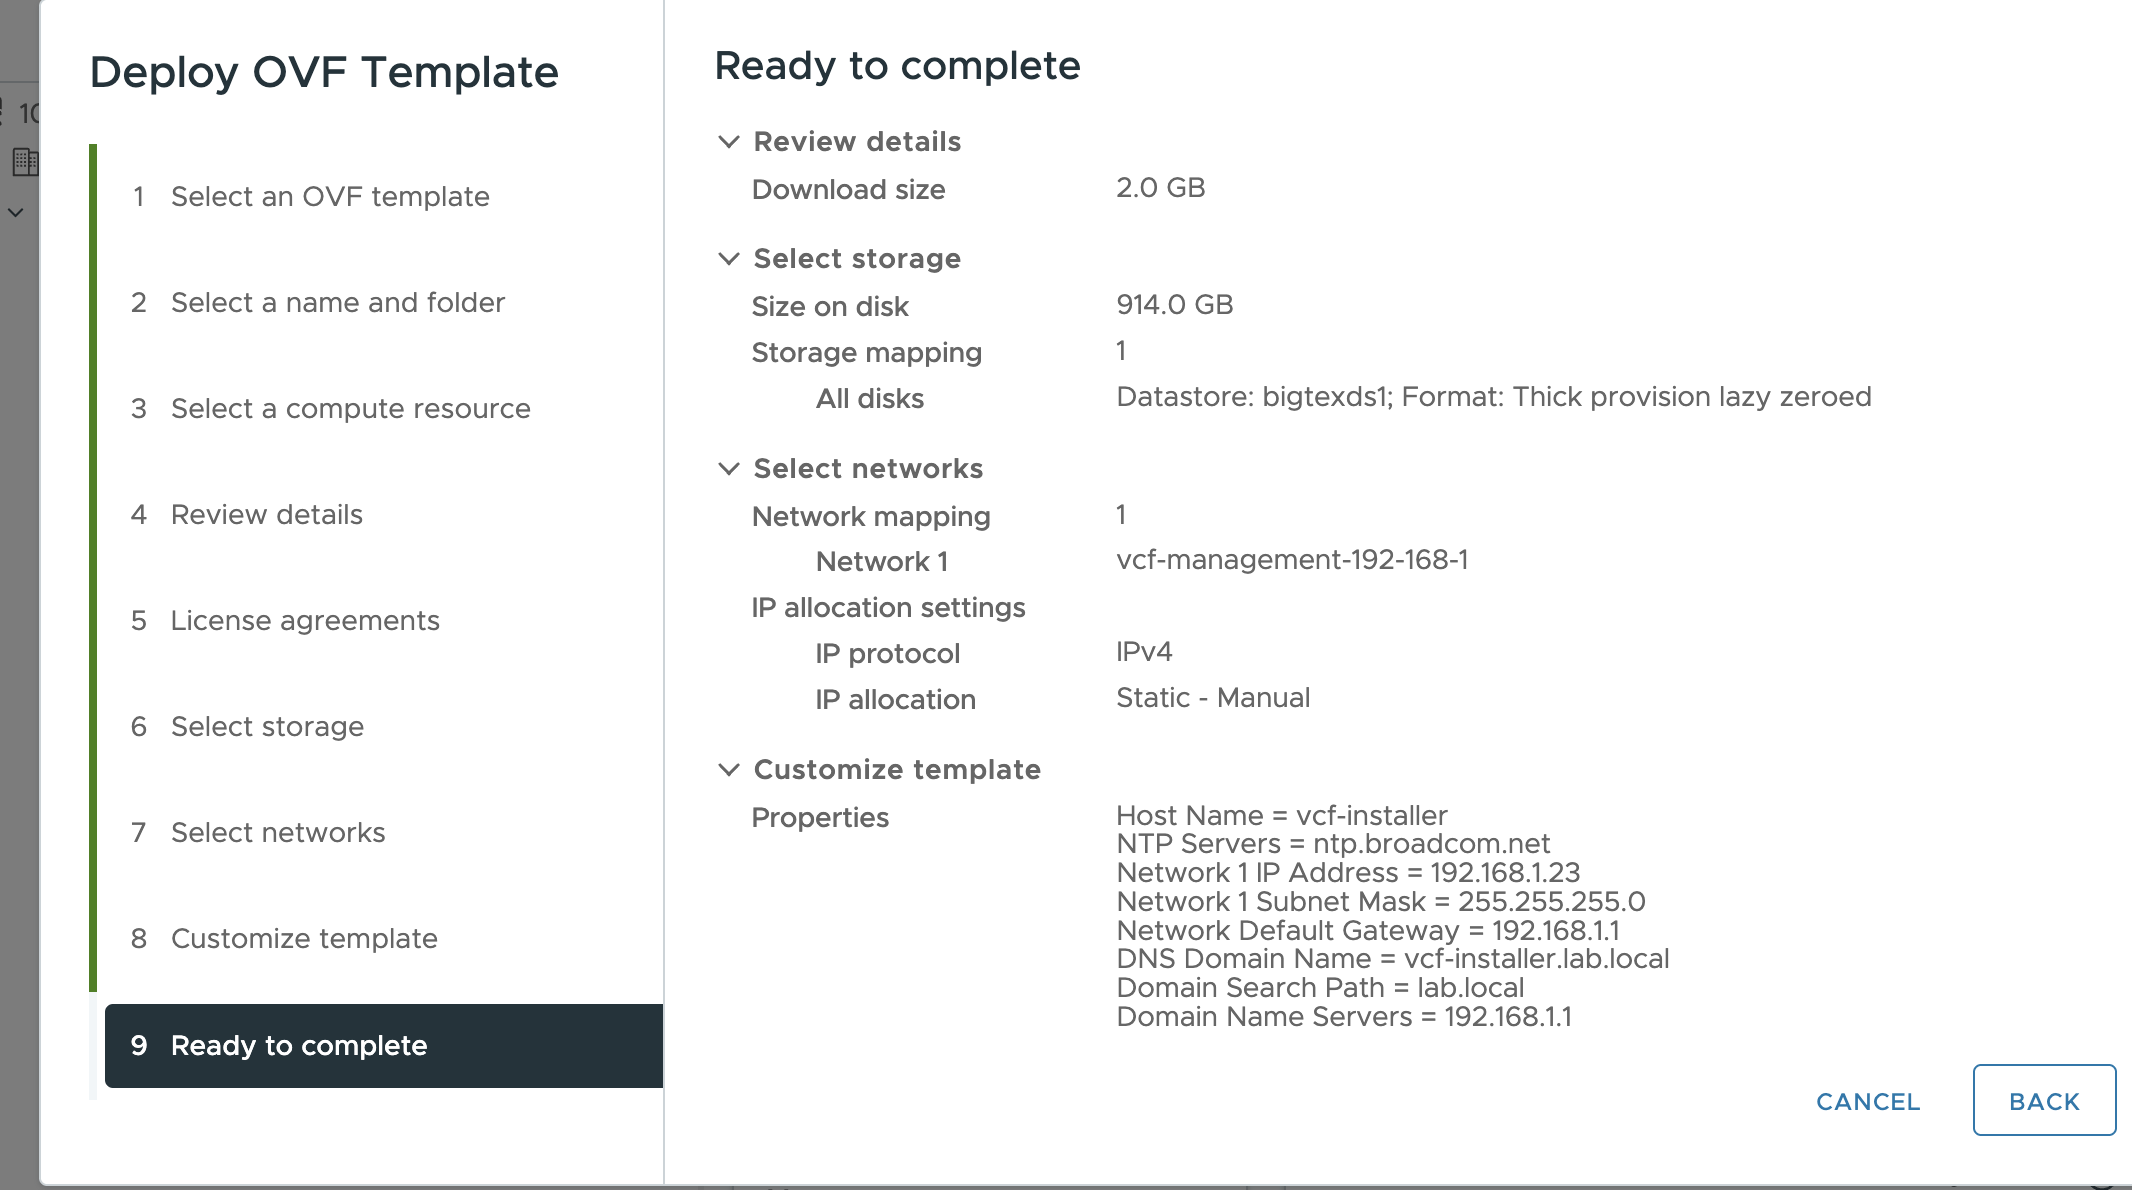 Deploy OVF Template
1 Select an OVF template
2 Select a name and folder
3 Select a compute resource
4 Review details
5 License agreements
6 Select storage
7 Select networks
8 Customize template
9 Ready to complete
Ready to complete
Review details
Download size 2.0 GB
Select storage
Size on disk 914.0 GB
Storage mapping 1
All disks Datastore: bigtexds1; Format: Thick provision lazy zeroed
Select networks
Network mapping 1
Network 1 vcf-management-192-168-1
IP allocation settings
IP protocol IPv4
IP allocation Static - Manual
Customize template
Properties Host Name = vcf-installer
NTP Servers = ntp.broadcom.net
Network 1 IP Address = 192.168.1.23
Network 1 Subnet Mask = 255.255.255.0
Network Default Gateway = 192.168.1.1
DNS Domain Name = vcf-installer.lab.local
Domain Search Path = lab.local
Domain Name Servers = 192.168.1.1
CANCEL BACK